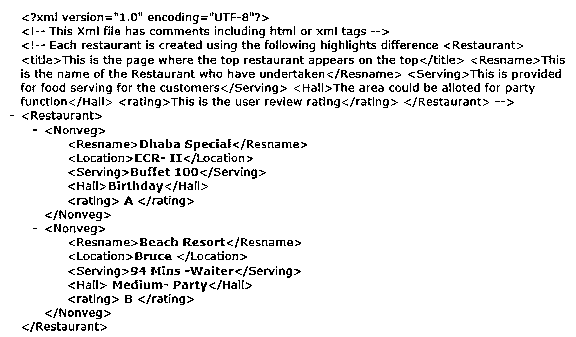 <?xml version="1.0" encoding="UTF-8"?>
<!-- This Xml file has comments including html or xml tags -->
<!-- Each restaurant is created using the following highlights difference <Restaurant>
<title>This is the page where the top restaurant appears on the top</title> <Resname>This
is the name of the Restaurant who have undertaken</Resname> <Serving>This is provided
for food serving for the customers</Serving> <Hall>The area could be alloted for party
function</Hall> <rating>This is the user review rating</rating> </Restaurant> -->
- <Restaurant>
- <Nonveg>
<Resname>Dhaba Special</Resname>
<Location>ECR- II</Location>
<Serving>Buffet 100</Serving>
<Hall>Birthday</Hall>
<rating> A </rating>
</Nonveg>
- <Nonveg>
<Resname>Beach Resort</Resname>
<Location>Bruce </Location>
<Serving>94 Mins -Waiter</Serving>
<Hall> Medium- Party</Hall>
<rating> B </rating>
</Nonveg>
</Restaurant>